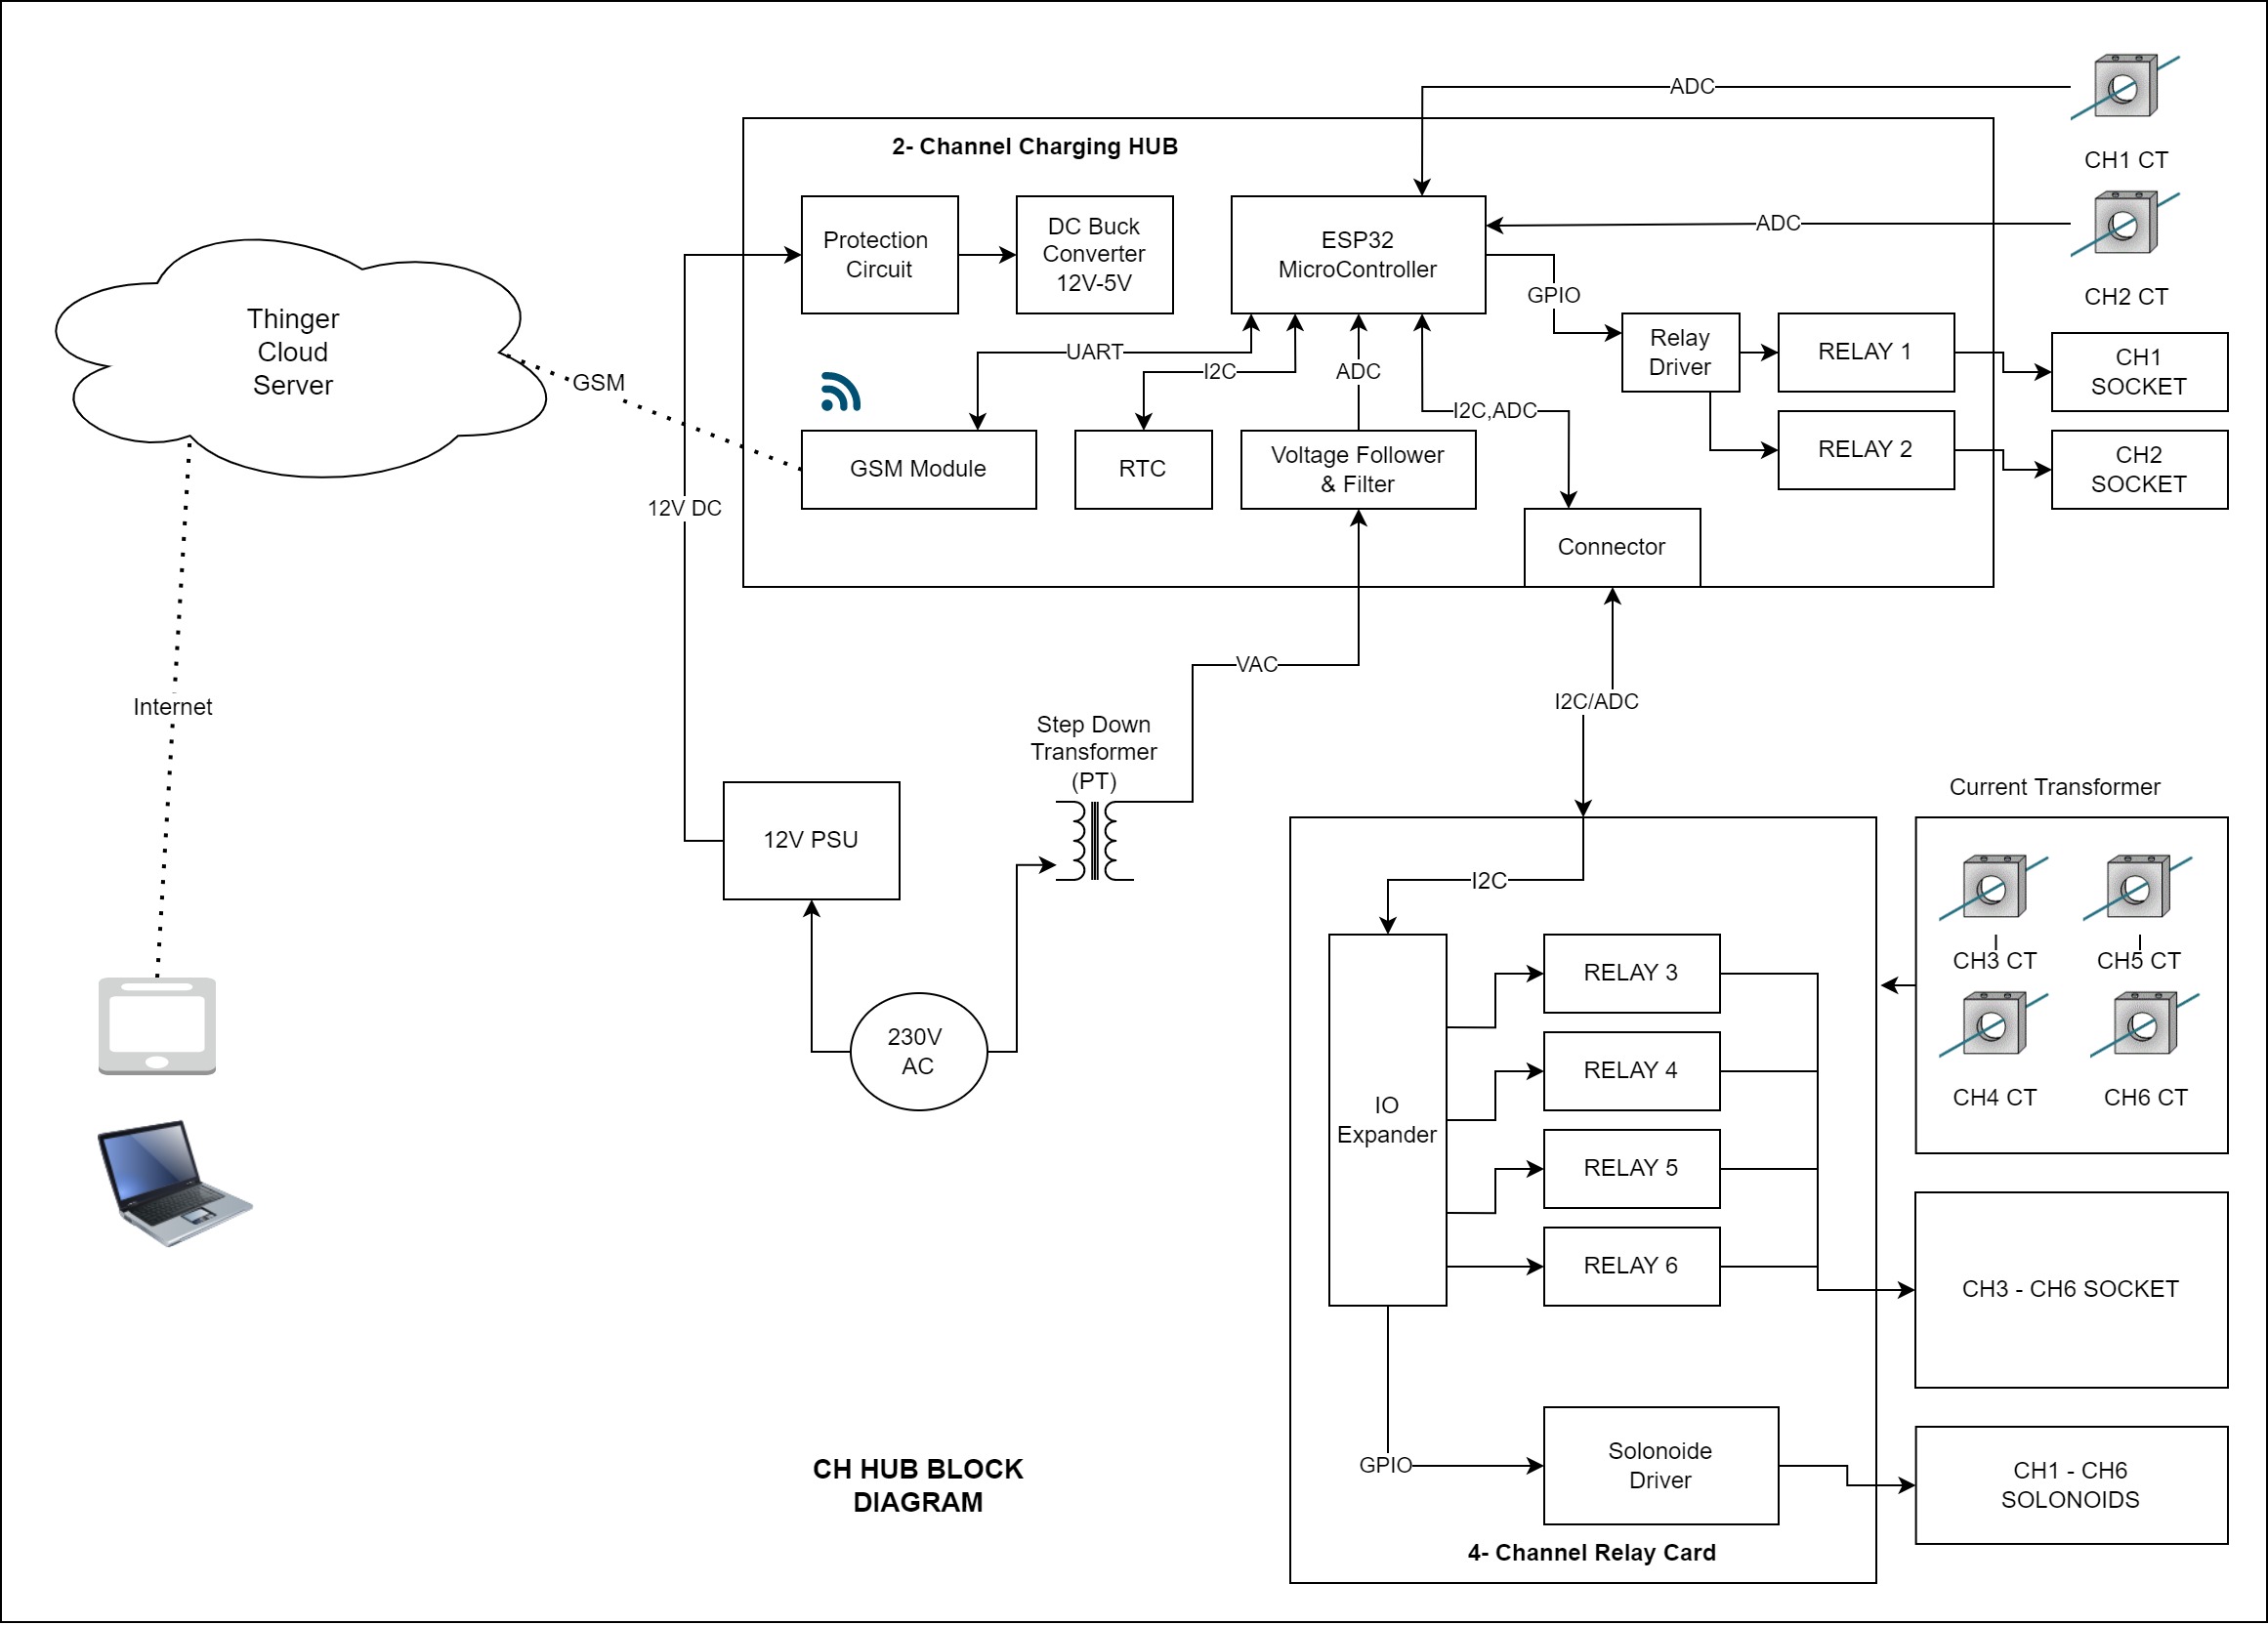 ADC
CH1 CT
2- Channel Charging HUB
ADC
CH2 CT
Protection
Circuit
DC Buck
Converter
12V-5V
ESP32
MicroController
GPIO
Relay
Driver
RELAY 1
RELAY 2
CH1
SOCKET
CH2
SOCKET
Thinger
Cloud
Server
GSM
UART
I2C
ADC
I2C,ADC
GSM Module
RTC
Voltage Follower
& Filter
Connector
12V DC
Internet
VAC
I2C/ADC
Step Down
Transformer
(PT)
12V PSU
230V
AC
Current Transformer
CH3 CT
CH5 CT
CH4 CT
CH6 CT
I2C
IO
Expander
RELAY 3
RELAY 4
RELAY 5
RELAY 6
CH3 - CH6 SOCKET
GPIO
Solonoide
Driver
CH1 - CH6
SOLONOIDS
4- Channel Relay Card
CH HUB BLOCK
DIAGRAM